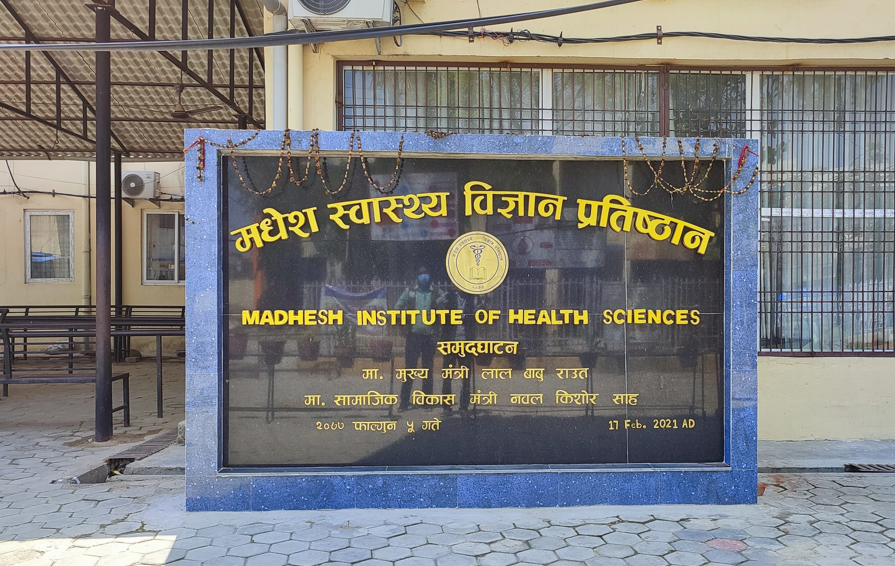 मधेश स्वास्थ्य विज्ञान प्रतिष्ठान
MADHESH INSTITUTE OF HEALTH SCIENCES
समुद्घाटन
मा. मुख्य मंत्री लाल बाबु राउत
मा. सामाजिक विकास मंत्री नवल किशोर साह
२०७७ फाल्गुन ५ गते
17 Feb. 2021 AD